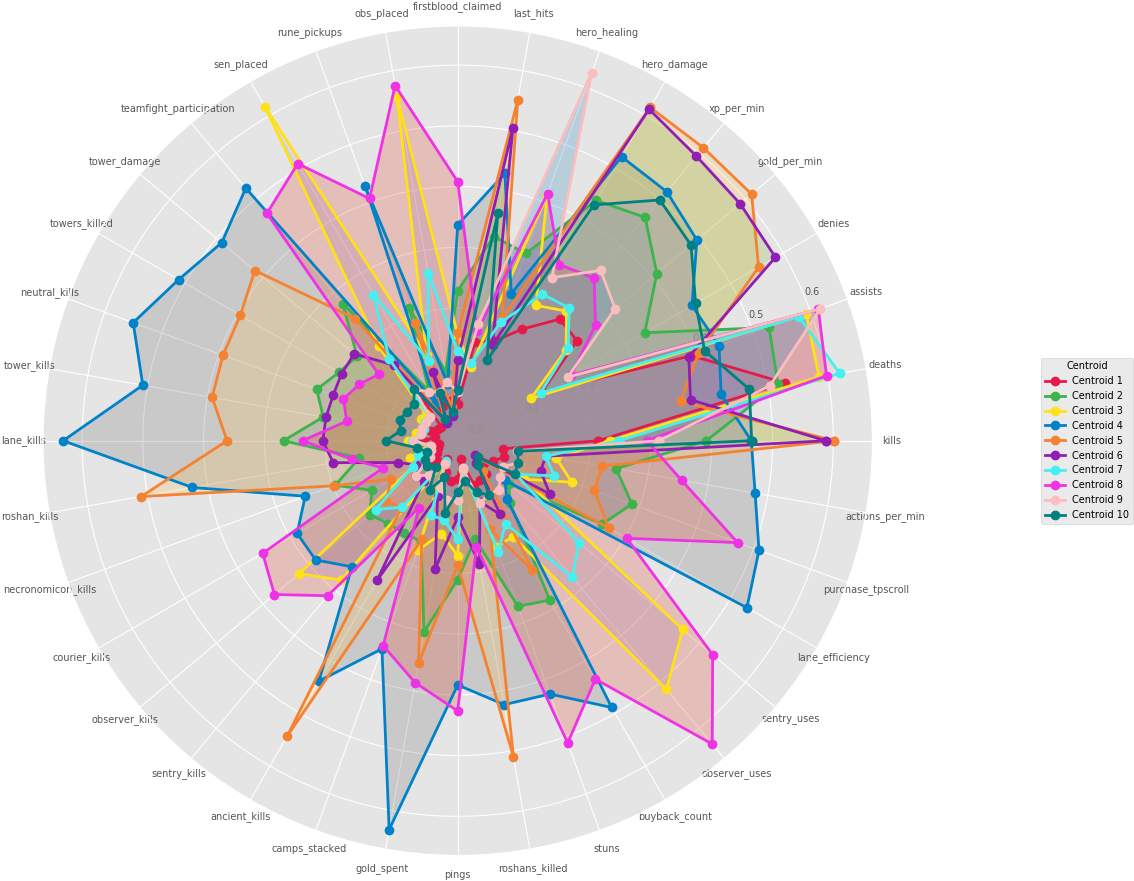 firstblood_claimed
obs_placed
last_hits
rune_pickups
hero_healing
sen_placed
hero_damage
teamfight_participation
xp_per_min
tower_damage
gold_per_min
towers_killed
denies
neutral_kills
assists
0.6
0.5
tower_kills
deaths
lane_kills
kills
roshan_kills
actions_per_min
necronomicon_kills
purchase_tpscroll
courier_kills
lane_efficiency
observer_kills
sentry_uses
sentry_kills
observer_uses
ancient_kills
buyback_count
camps_stacked
stuns
gold_spent
roshans_killed
pings
Centroid
Centroid 1
Centroid 2
Centroid 3
Centroid 4
Centroid 5
Centroid 6
Centroid 7
Centroid 8
Centroid 9
Centroid 10